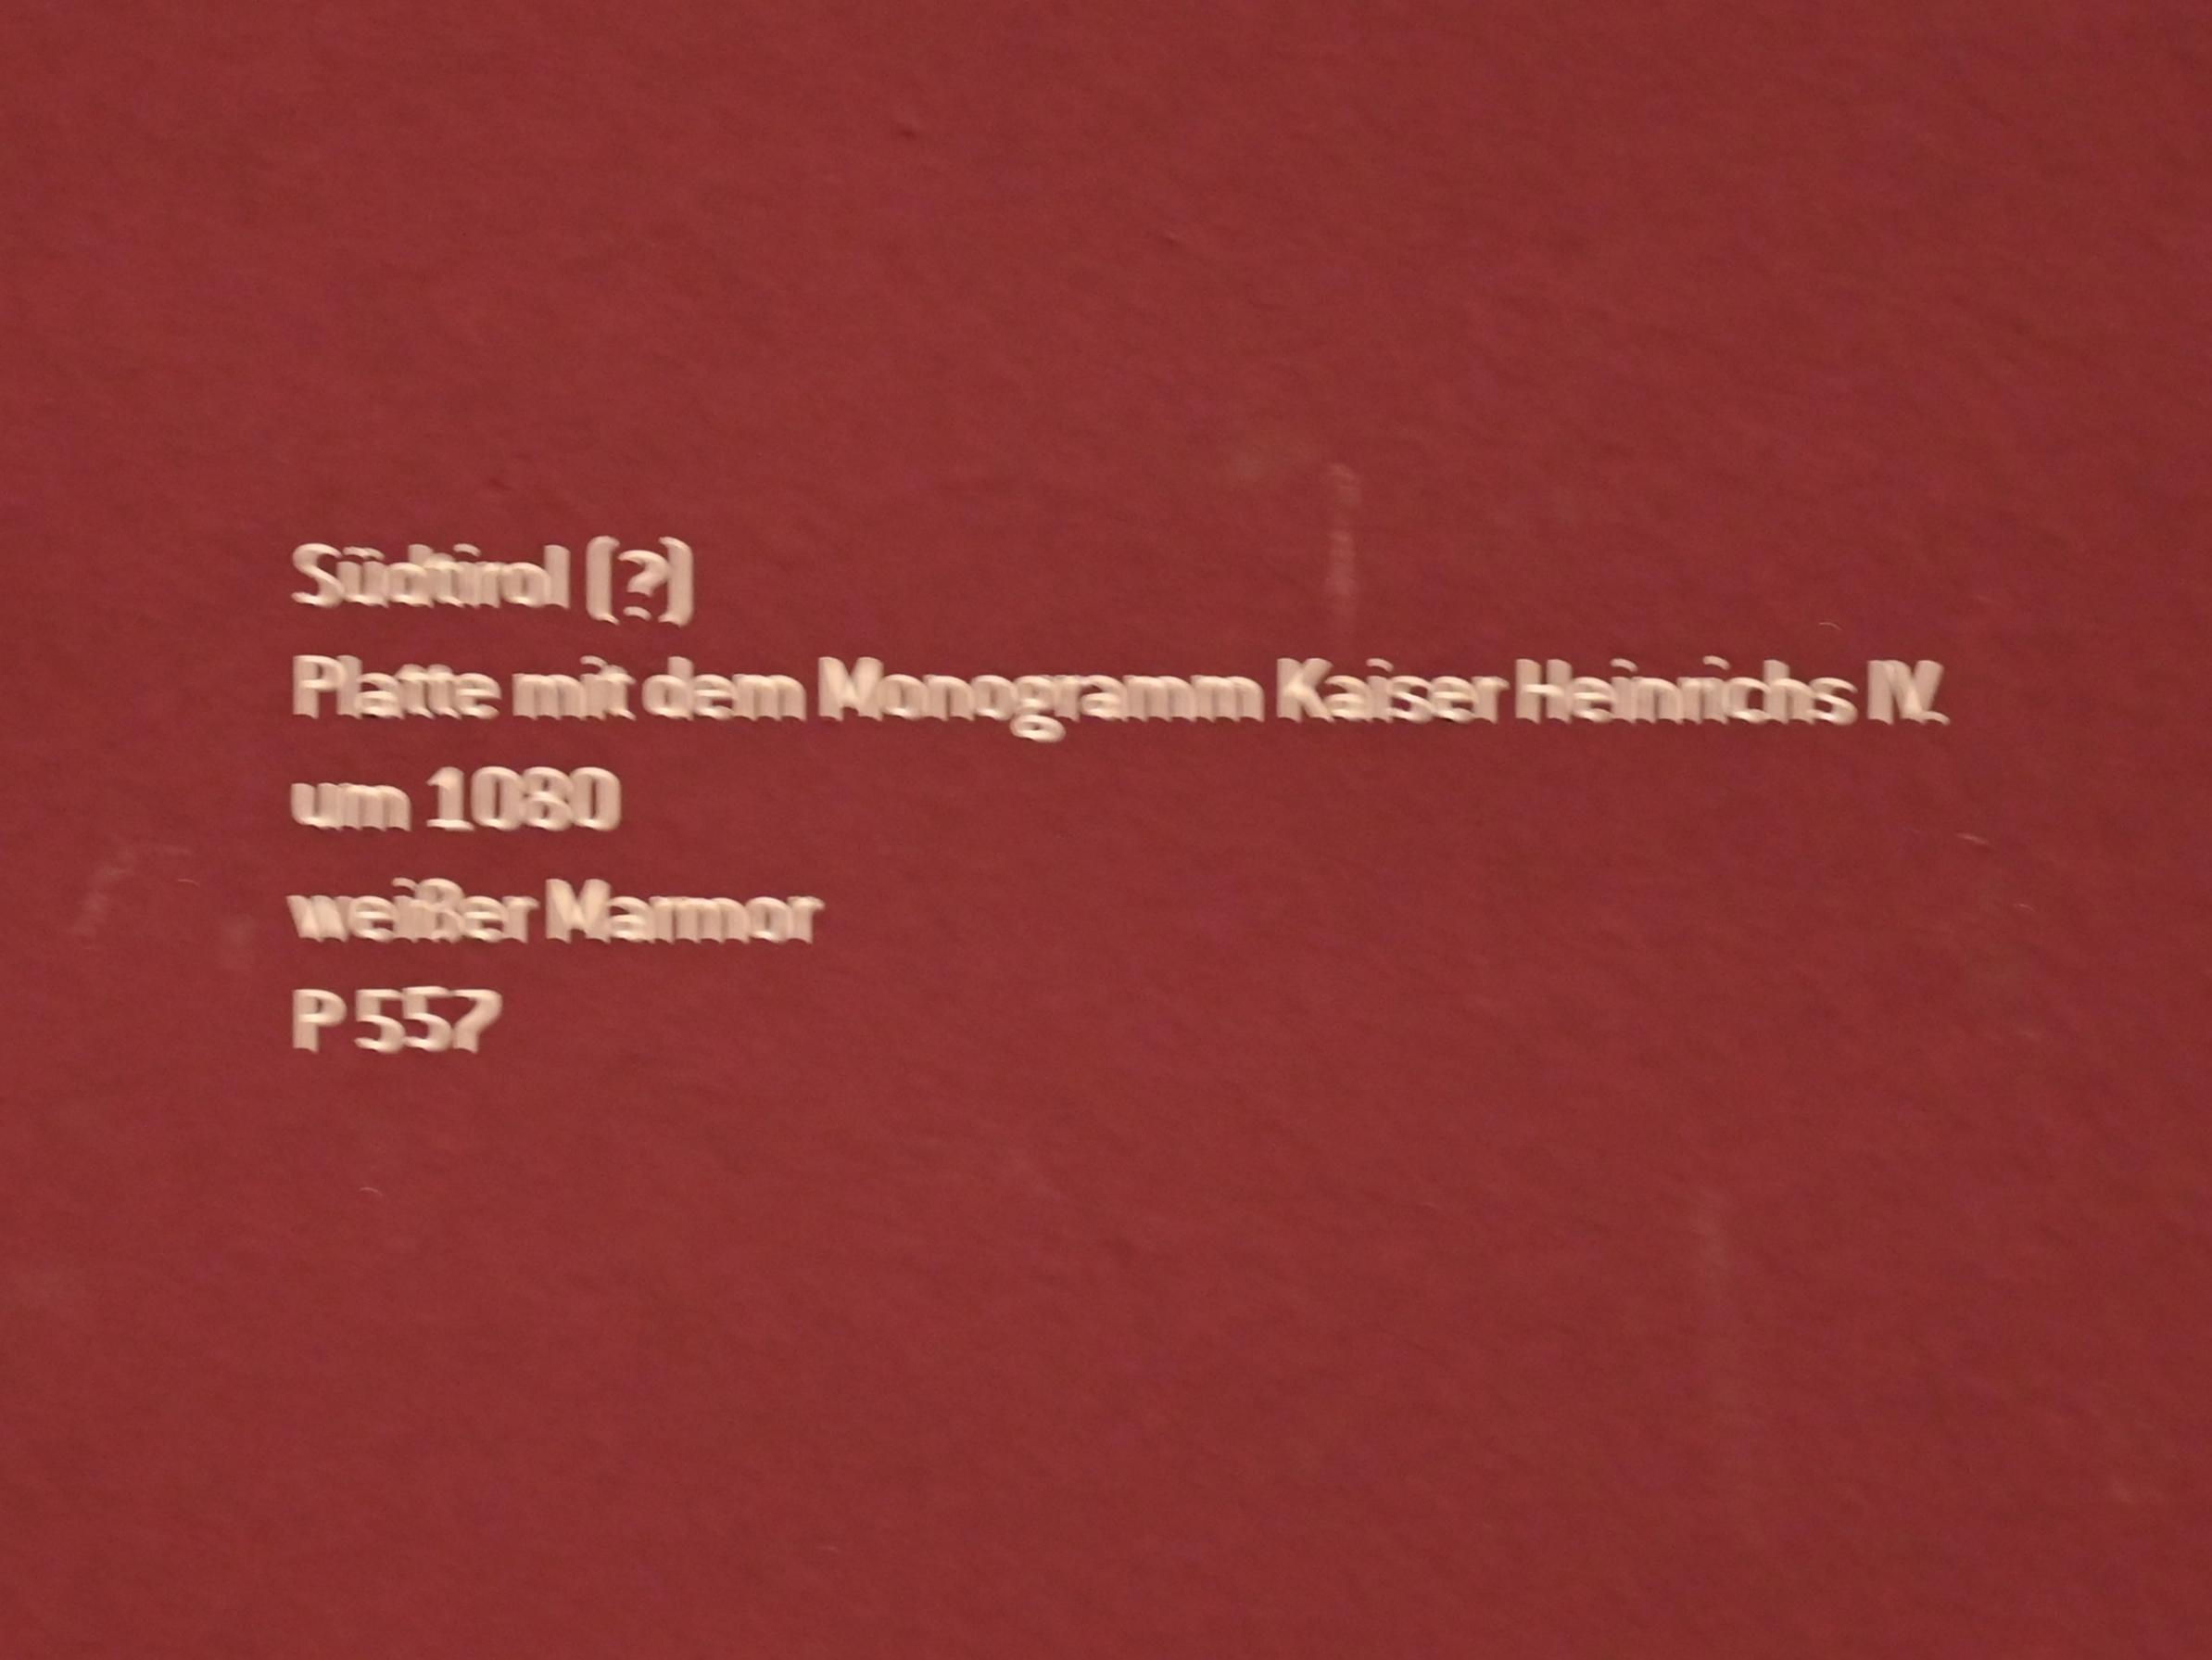 Südtirol (?)
Platte mit dem Monogramm Kaiser Heinrichs IV.
um 1080
weißer Marmor
P 557